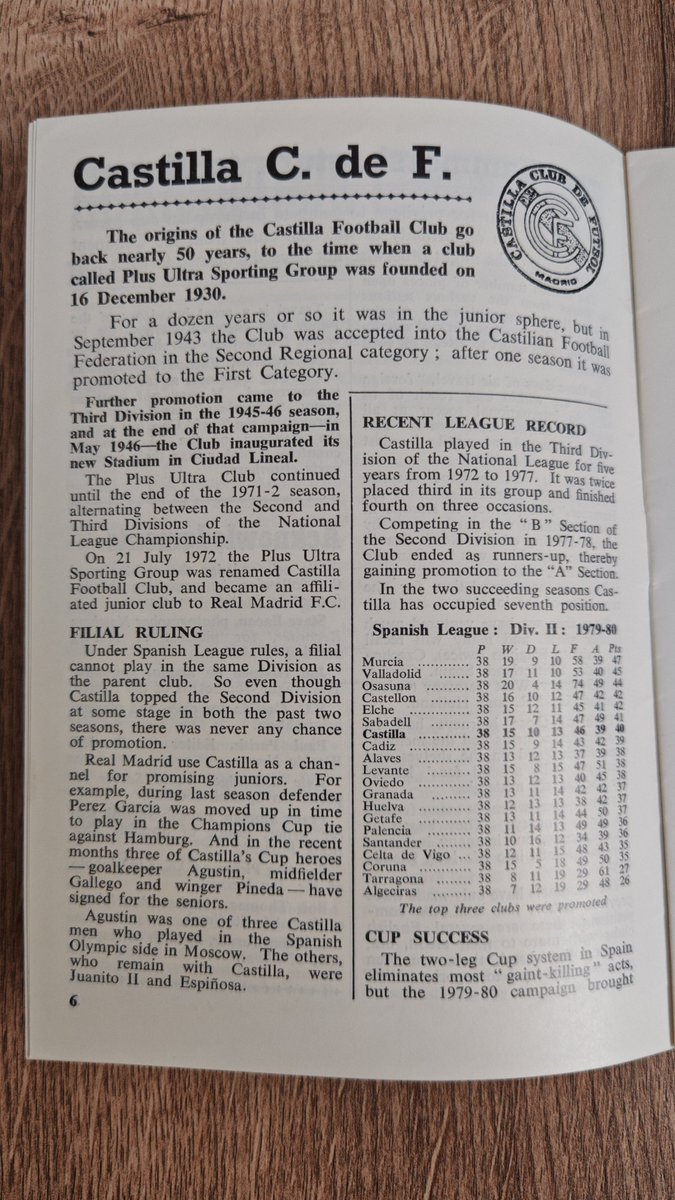 Castilla C. de F.
CASTILLA CLUB DE FUTBOL
MADRID
The origins of the Castilla Football Club go
back nearly 50 years, to the time when a club
called Plus Ultra Sporting Group was founded on
16 December 1930.
For a dozen years or so it was in the junior sphere, but in
September 1943 the Club was accepted into the Castilian Football
Federation in the Second Regional category ; after one season it was
promoted to the First Category.
Further promotion came to the
Third Division in the 1945-46 season,
and at the end of that campaign—in
May 1946—the Club inaugurated its
new Stadium in Ciudad Lineal.
The Plus Ultra Club continued
until the end of the 1971-2 season,
alternating between the Second and
Third Divisions of the National
League Championship.
On 21 July 1972 the Plus Ultra
Sporting Group was renamed Castilla
Football Club, and became an affili-
ated junior club to Real Madrid F.C.
FILIAL RULING
Under Spanish League rules, a filial
cannot play in the same Division as
the parent club. So even though
Castilla topped the Second Division
at some stage in both the past two
seasons, there was never any chance
of promotion.
Real Madrid use Castilla as a chan-
nel for promising juniors. For
example, during last season defender
Perez Garcia was moved up in time
to play in the Champions Cup tie
against Hamburg. And in the recent
months three of Castilla's Cup heroes
— goalkeeper Agustin, midfielder
Gallego and winger Pineda — have
signed for the seniors.
Agustin was one of three Castilla
men who played in the Spanish
Olympic side in Moscow. The others,
who remain with Castilla, were
Juanito II and Espiñosa.
6
RECENT LEAGUE RECORD
Castilla played in the Third Div-
ision of the National League for five
years from 1972 to 1977. It was twice
placed third in its group and finished
fourth on three occasions.
Competing in the "B" Section of
the Second Division in 1977-78, the
Club ended as runners-up, thereby
gaining promotion to the "A" Section.
In the two succeeding seasons Cas-
tilla has occupied seventh position.
Spanish League : Div. II : 1979-80
P W D L F A Pts
Murcia ............ 38 19 9 10 58 39 47
Valladolid ....... 38 17 11 10 53 40 45
Osasuna .......... 38 20 4 14 74 49 44
Castellon ........ 38 16 10 12 47 42 42
Elche ............ 38 15 12 11 45 41 42
Sabadell ......... 38 17 7 14 47 49 41
Castilla .......... 38 15 10 13 46 39 40
Cadiz ............ 38 15 9 14 43 42 39
Alaves ........... 38 13 12 13 37 39 38
Levante .......... 38 15 8 15 47 51 38
Oviedo ........... 38 13 12 13 40 45 38
Granada .......... 38 13 11 14 42 42 37
Huelva ........... 38 12 13 13 38 42 37
Getafe ........... 38 13 11 14 44 50 37
Palencia ......... 38 11 14 13 49 49 36
Santander ........ 38 10 16 12 34 39 36
Celta de Vigo ... 38 12 11 15 48 43 35
Coruna ........... 38 15 5 18 49 50 35
Tarragona ........ 38 8 11 19 29 61 27
Algeciras ........ 38 7 12 19 29 48 26
The top three clubs were promoted
CUP SUCCESS
The two-leg Cup system in Spain
eliminates most "gaint-killing" acts,
but the 1979-80 campaign brought